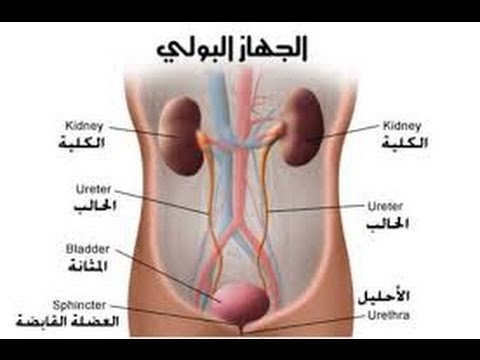 الجهاز البولي
Kidney
الكلية
Kidney
الكلية
Ureter
الحالب
Ureter
الحالب
Bladder
المثانة
Sphincter
العضلة القابضة
الأحليل
Urethra